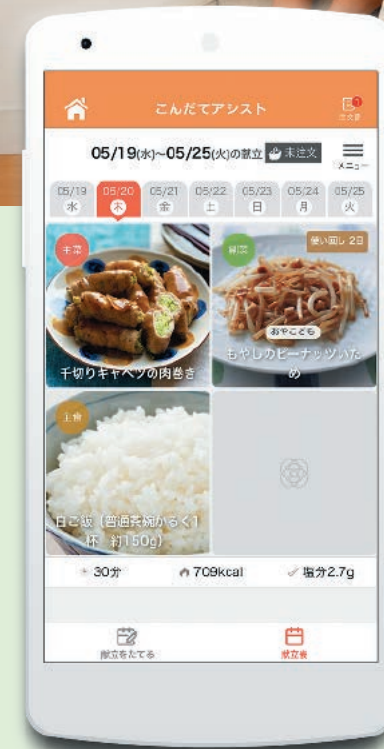 こんだてアシスト
1
注文書
05/19(水)~05/25(火)の献立
未注文
メニュー
05/19 05/20 05/21 05/22 05/23 05/24 05/25
水 木 金 土 日 月 火
主菜
千切りキャベツの肉巻き
副菜
使い回し 2日
おやこども
もやしのピーナッツいた
め
主食
白ご飯(普通茶碗かるく1
杯 約150g)
30分 709kcal 塩分2.7g
献立をたてる
献立表